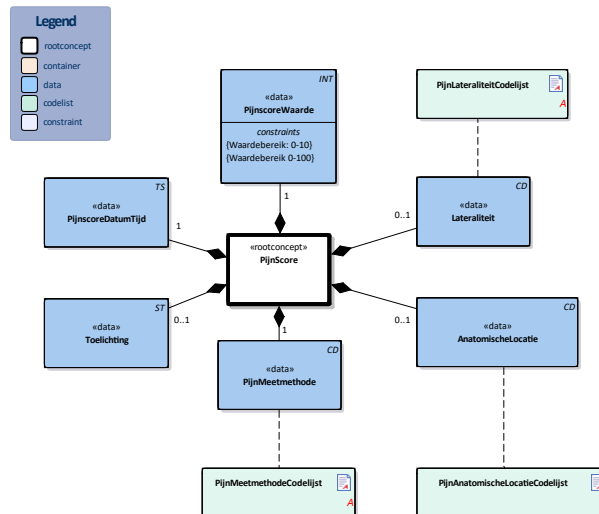 Legend
rootconcept
container
data
codelist
constraint
INT
«data»
PijnscoreWaarde
constraints
{Waardebereik: 0-10}
{Waardebereik 0-100}
PijnLateraliteitCodelijst
A
TS
«data»
PijnscoreDatumTijd
1
1
CD
«data»
Lateraliteit
0..1
«rootconcept»
PijnScore
ST
«data»
Toelichting
0..1
CD
«data»
PijnMeetmethode
1
CD
«data»
AnatomischeLocatie
0..1
PijnMeetmethodeCodelijst
A
PijnAnatomischeLocatieCodelijst